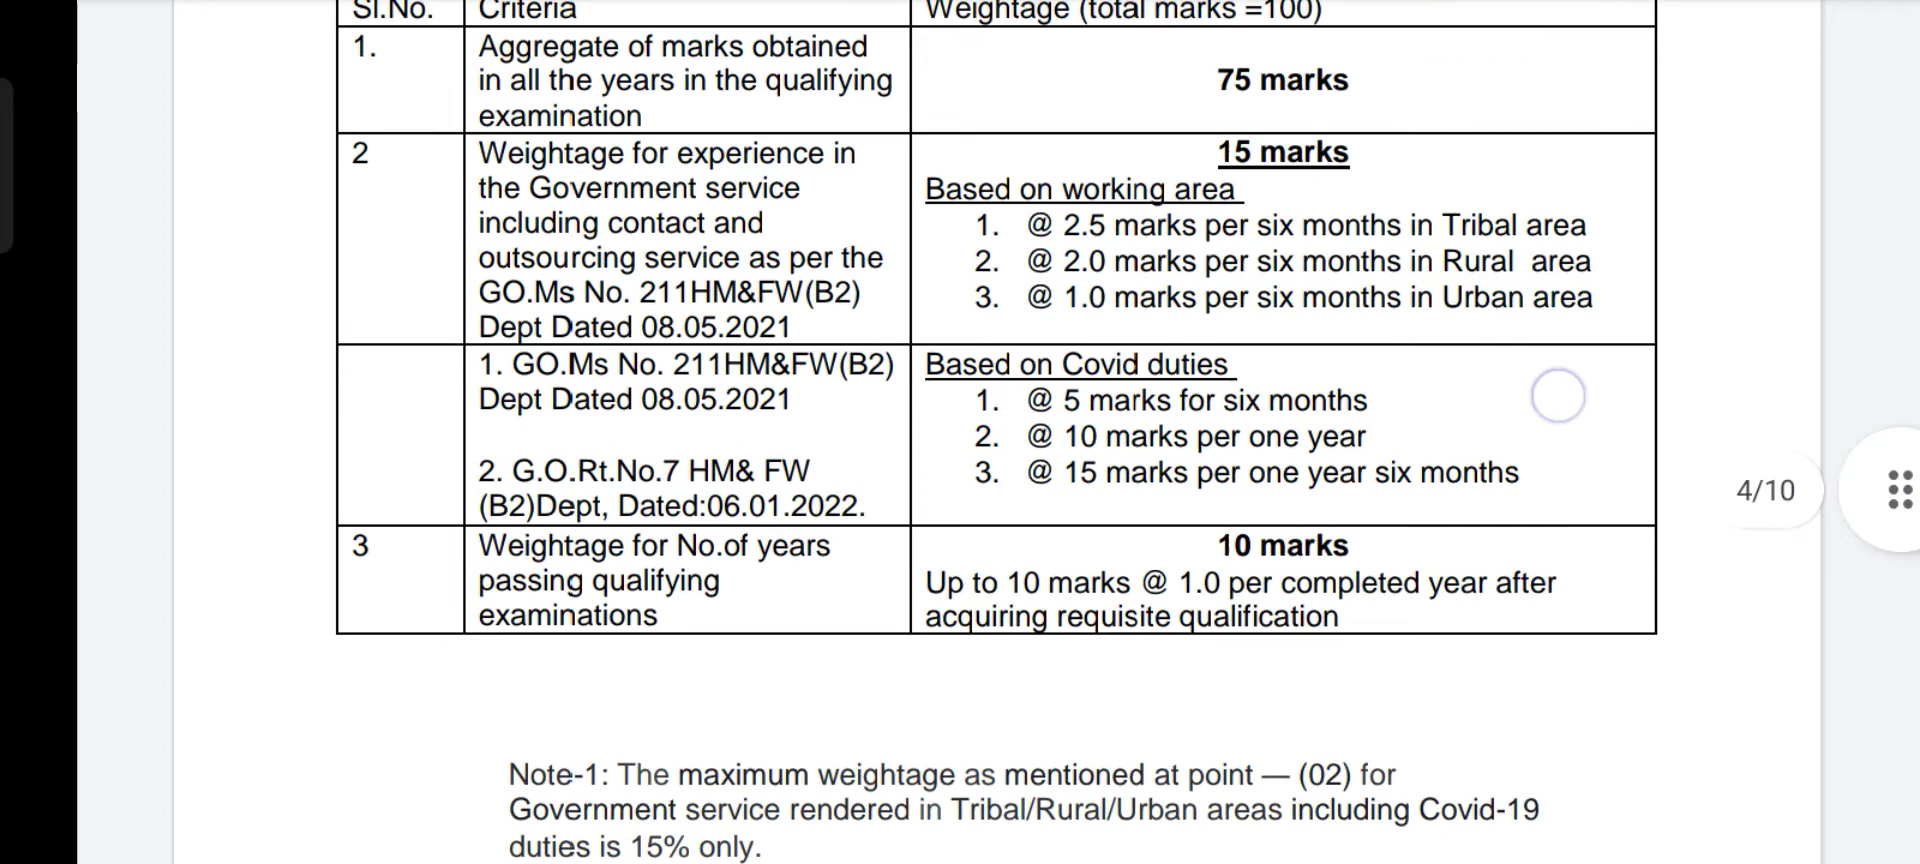 Sl.No. Criteria Weightage (total marks =100)
1. Aggregate of marks obtained
in all the years in the qualifying
examination
75 marks
2 Weightage for experience in
the Government service
including contact and
outsourcing service as per the
GO.Ms No. 211HM&FW(B2)
Dept Dated 08.05.2021
15 marks
Based on working area
1. @ 2.5 marks per six months in Tribal area
2. @ 2.0 marks per six months in Rural area
3. @ 1.0 marks per six months in Urban area
1. GO.Ms No. 211HM&FW(B2)
Dept Dated 08.05.2021
2. G.O.Rt.No.7 HM& FW
(B2)Dept, Dated:06.01.2022.
Based on Covid duties
1. @ 5 marks for six months
2. @ 10 marks per one year
3. @ 15 marks per one year six months
3 Weightage for No.of years
passing qualifying
examinations
10 marks
Up to 10 marks @ 1.0 per completed year after
acquiring requisite qualification
4/10
Note-1: The maximum weightage as mentioned at point — (02) for
Government service rendered in Tribal/Rural/Urban areas including Covid-19
duties is 15% only.